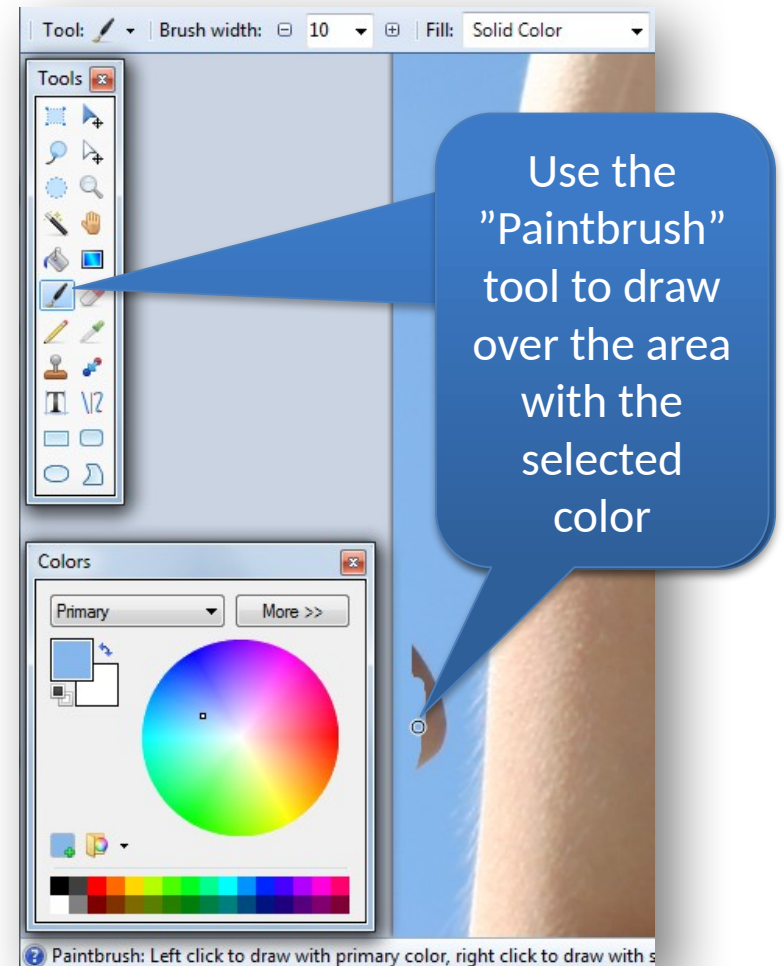 Tool: Brush width: 10 Fill: Solid Color
Tools
Use the
”Paintbrush”
tool to draw
over the area
with the
selected
color
Colors
Primary More >>
Paintbrush: Left click to draw with primary color, right click to draw with s